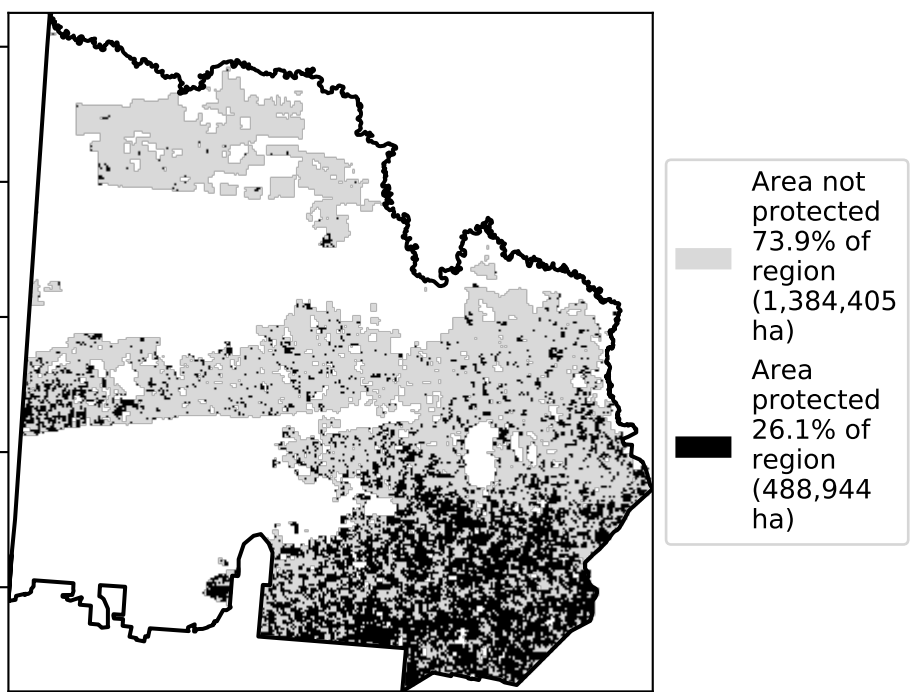 Area not
protected
73.9% of
region
(1,384,405
ha)
Area
protected
26.1% of
region
(488,944
ha)